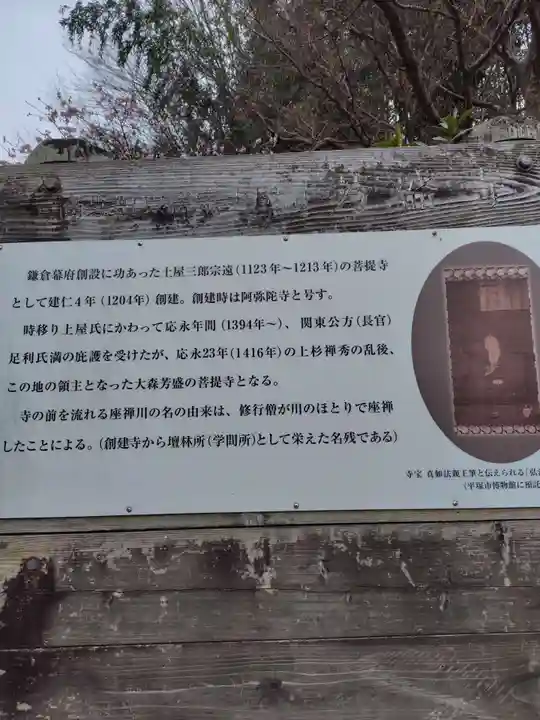 鎌倉幕府創設に功あった土屋三郎宗遠(1123年～1213年)の菩提寺
として建仁4年(1204年)創建。創建時は阿弥陀寺と号す。
時移り土屋氏にかわって応永年間(1394年～)、関東公方(長官)
足利氏満の庇護を受けたが、応永23年(1416年)の上杉禅秀の乱後、
この地の領主となった大森芳盛の菩提寺となる。
寺の前を流れる座禅川の名の由来は、修行僧が川のほとりで座禅
したことによる。(創建寺から壇林所(学問所)として栄えた名残である)
寺宝 真如法親王筆と伝えられる「弘法
(平塚市博物館に預託